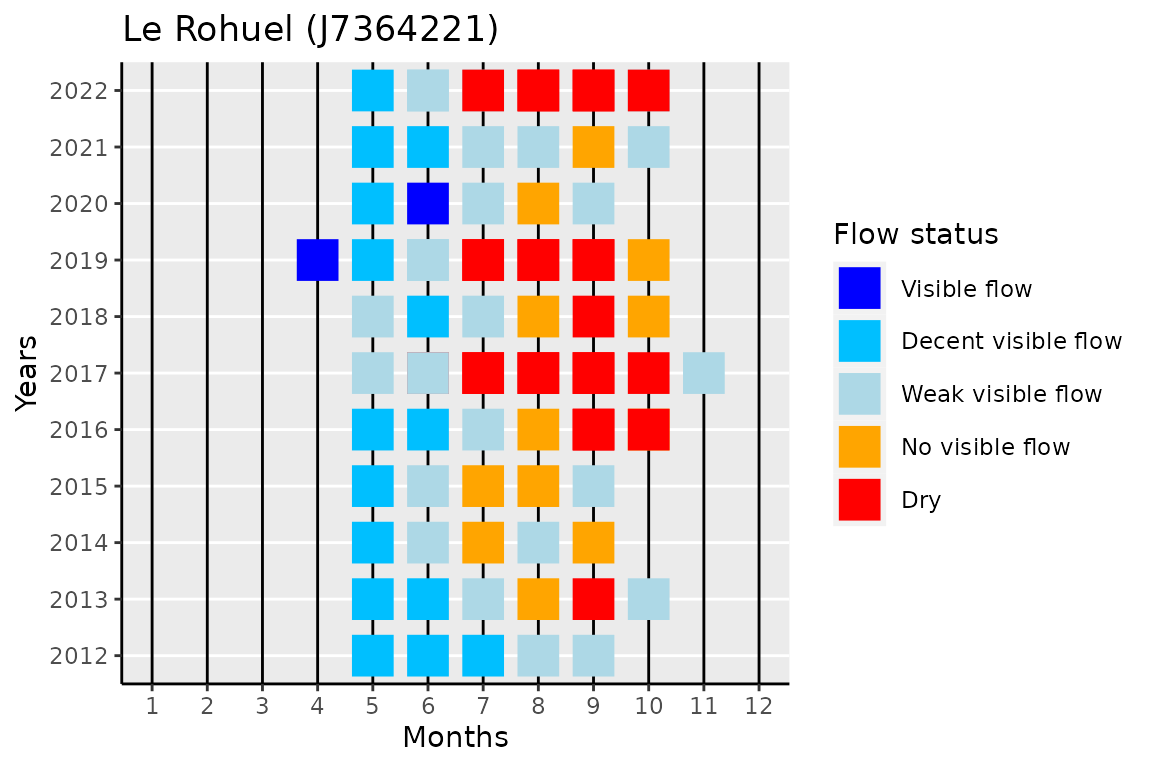 Le Rohuel (J7364221)
2022
2021
2020
2019
2018
2017
2016
2015
2014
2013
2012
Years
1 2 3 4 5 6 7 8 9 10 11 12
Months
Flow status
Visible flow
Decent visible flow
Weak visible flow
No visible flow
Dry